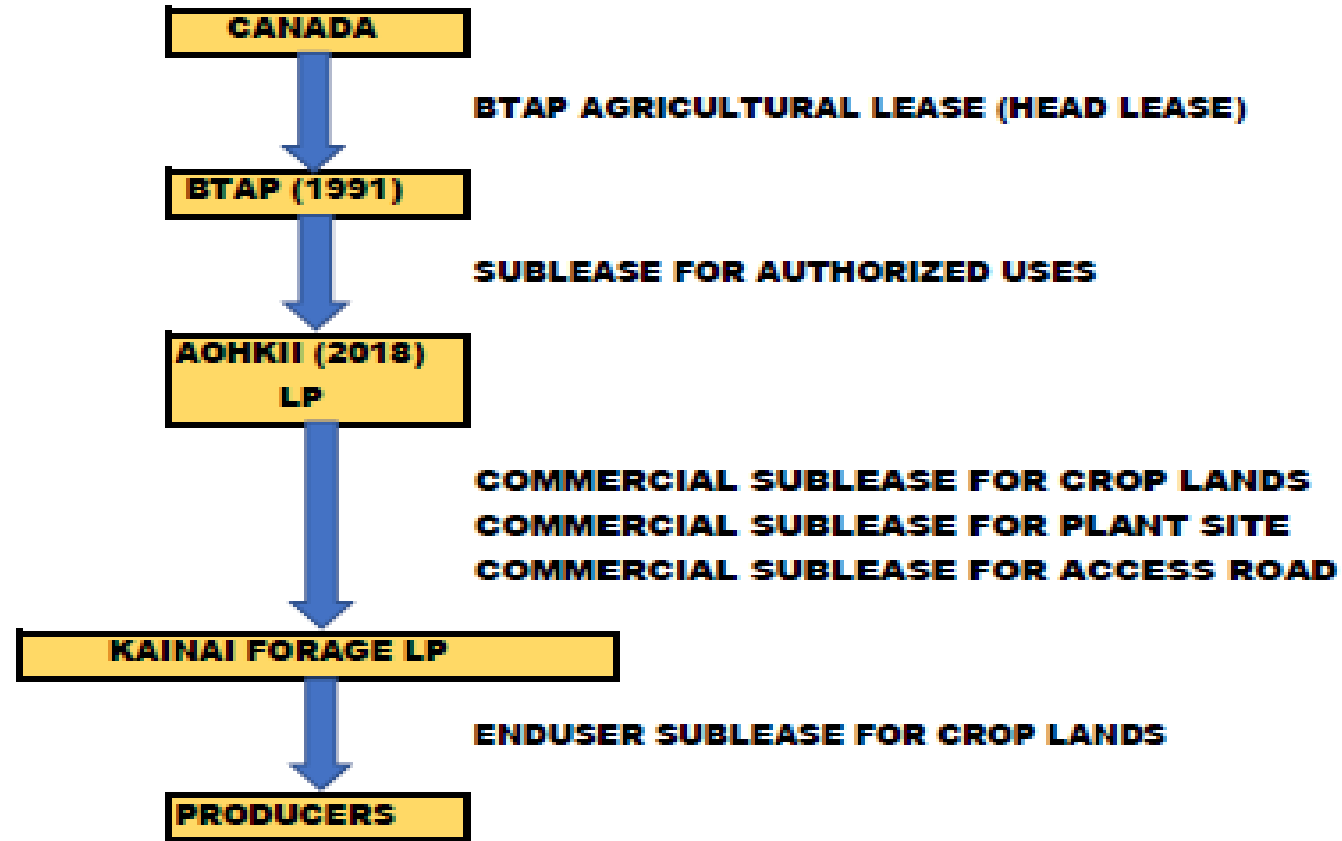 CANADA
BTAP AGRICULTURAL LEASE (HEAD LEASE)
BTAP (1991)
SUBLEASE FOR AUTHORIZED USES
AOHKII (2018)
LP
COMMERCIAL SUBLEASE FOR CROP LANDS
COMMERCIAL SUBLEASE FOR PLANT SITE
COMMERCIAL SUBLEASE FOR ACCESS ROAD
KAINAI FORAGE LP
ENDUSER SUBLEASE FOR CROP LANDS
PRODUCERS